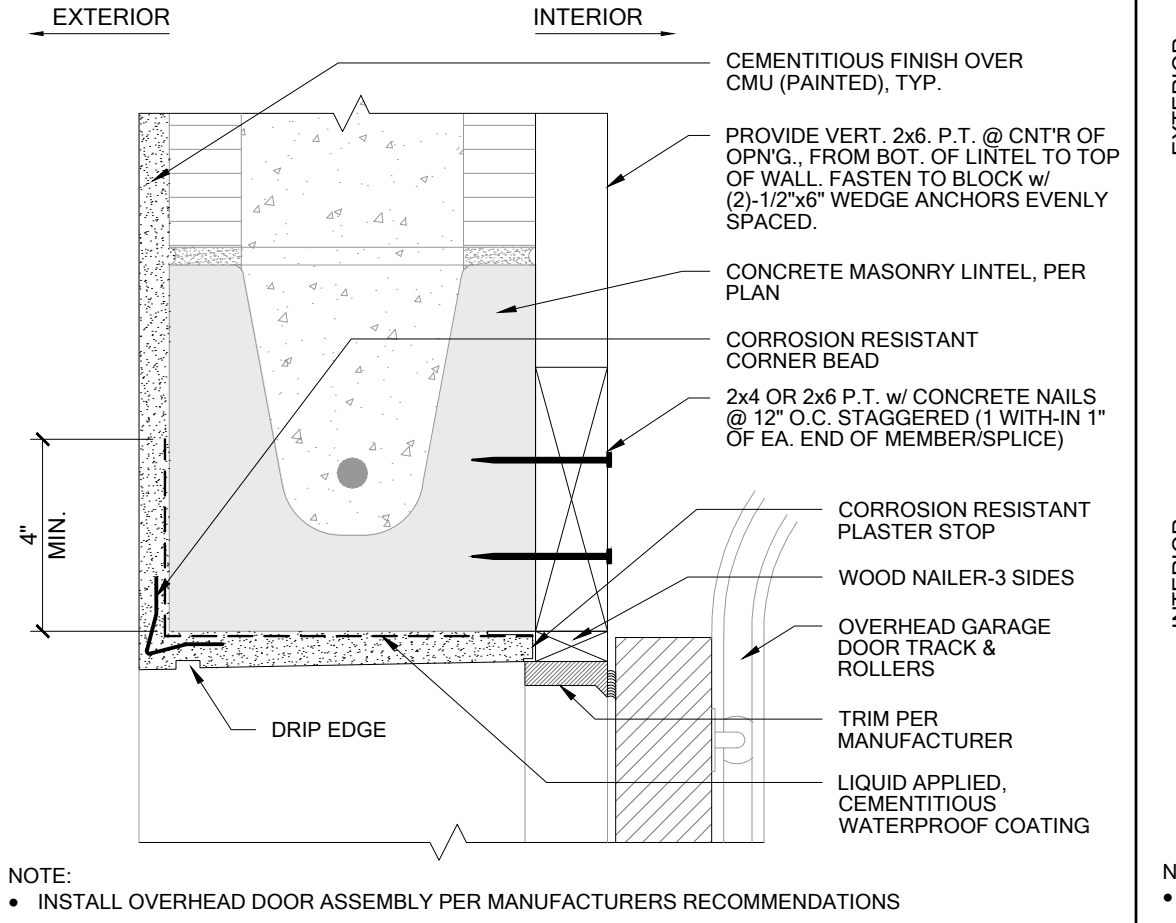 EXTERIOR
INTERIOR
CEMENTITIOUS FINISH OVER
CMU (PAINTED), TYP.
PROVIDE VERT. 2x6. P.T. @ CNT'R OF
OPN'G., FROM BOT. OF LINTEL TO TOP
OF WALL. FASTEN TO BLOCK w/
(2)-1/2"x6" WEDGE ANCHORS EVENLY
SPACED.
CONCRETE MASONRY LINTEL, PER
PLAN
CORROSION RESISTANT
CORNER BEAD
2x4 OR 2x6 P.T. w/ CONCRETE NAILS
@ 12" O.C. STAGGERED (1 WITH-IN 1"
OF EA. END OF MEMBER/SPLICE)
4"
MIN.
CORROSION RESISTANT
PLASTER STOP
WOOD NAILER-3 SIDES
OVERHEAD GARAGE
DOOR TRACK &
ROLLERS
DRIP EDGE
TRIM PER
MANUFACTURER
LIQUID APPLIED,
CEMENTITIOUS
WATERPROOF COATING
NOTE:
• INSTALL OVERHEAD DOOR ASSEMBLY PER MANUFACTURERS RECOMMENDATIONS
EXTERIOR
INTERIOR
N
•